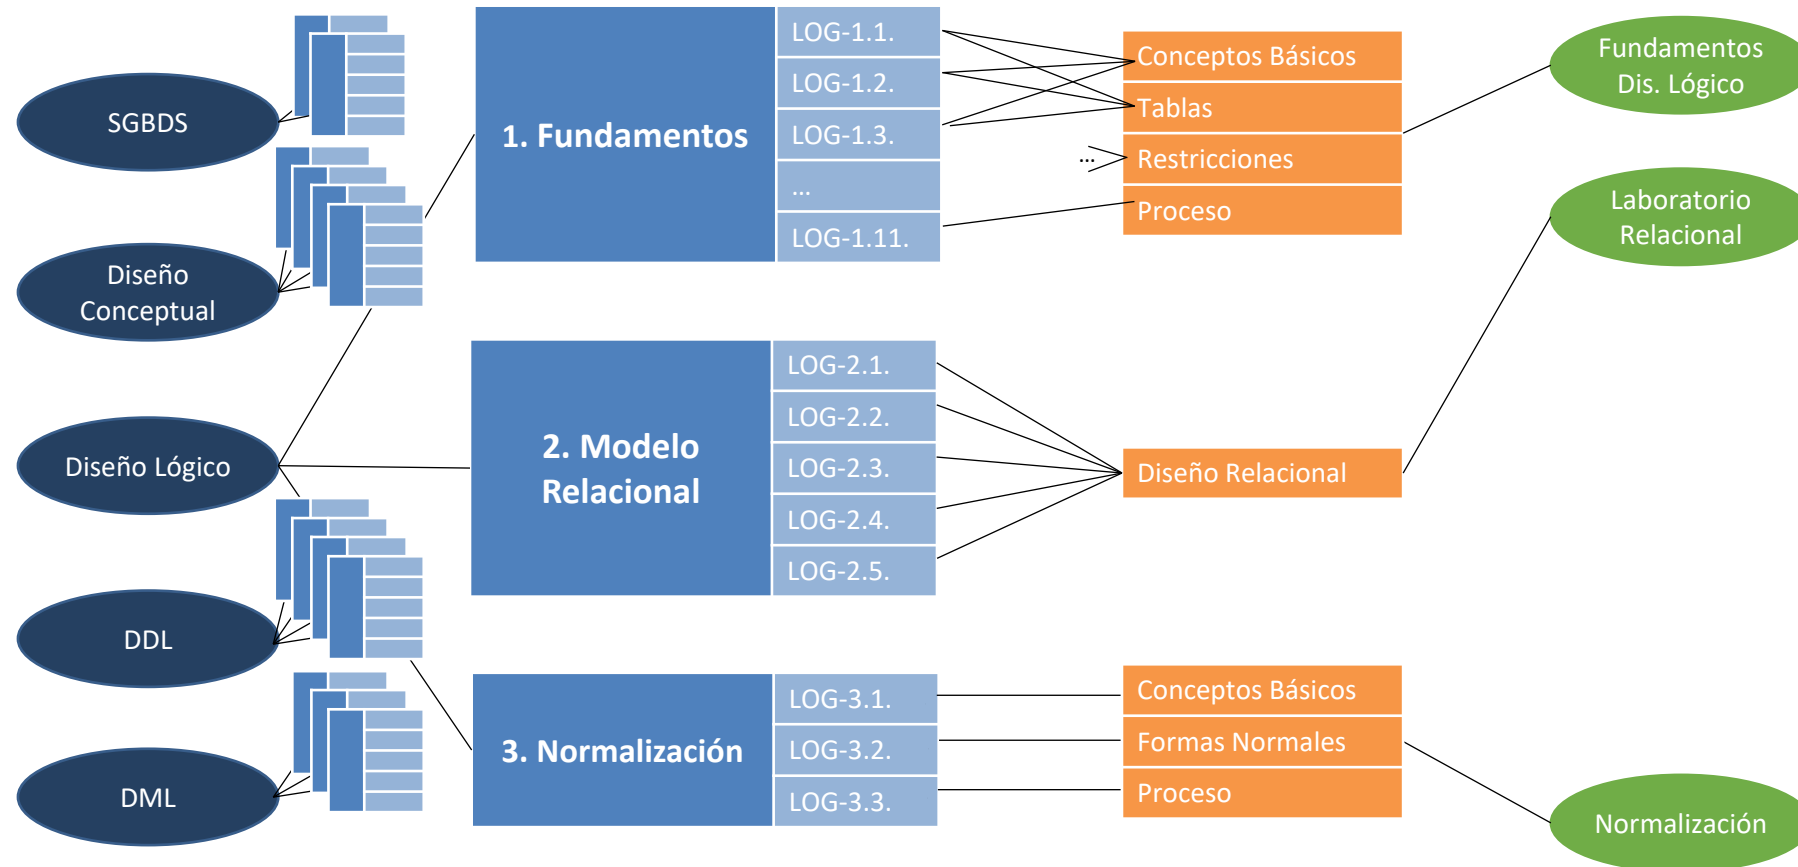 SGBDS
Diseño
Conceptual
Diseño Lógico
DDL
DML
1. Fundamentos
LOG-1.1.
LOG-1.2.
LOG-1.3.
...
LOG-1.11.
2. Modelo
Relacional
LOG-2.1.
LOG-2.2.
LOG-2.3.
LOG-2.4.
LOG-2.5.
3. Normalización
LOG-3.1.
LOG-3.2.
LOG-3.3.
Conceptos Básicos
Tablas
...
Restricciones
Proceso
Diseño Relacional
Conceptos Básicos
Formas Normales
Proceso
Fundamentos
Dis. Lógico
Laboratorio
Relacional
Normalización